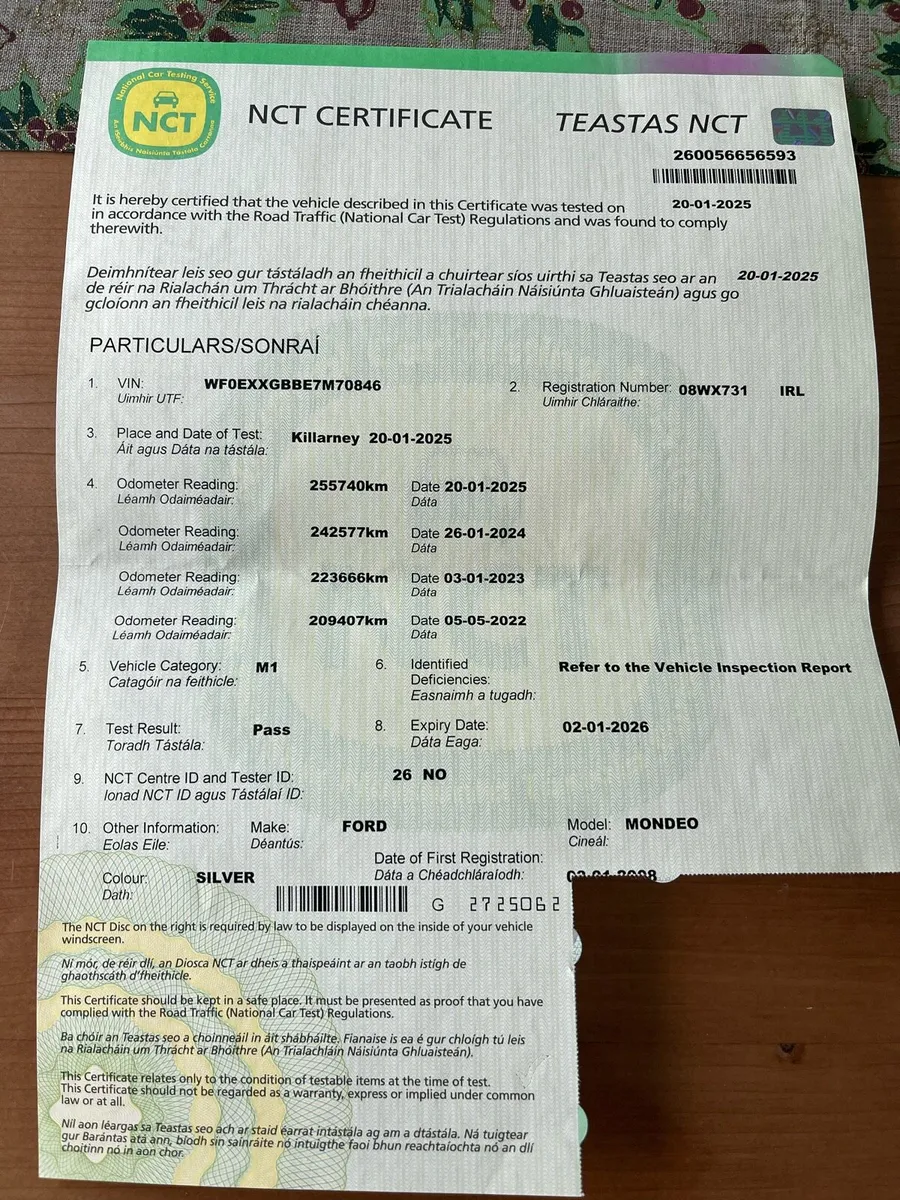 National Car Testing Service
NCT
An tSeirbhís Náisiúnta Tástála Carranna
NCT CERTIFICATE
TEASTAS NCT
260056656593
It is hereby certified that the vehicle described in this Certificate was tested on 20-01-2025
in accordance with the Road Traffic (National Car Test) Regulations and was found to comply
therewith.
Deimhnítear leis seo gur tástáladh an fheithicil a chuirtear síos uirthi sa Teastas seo ar an 20-01-2025
de réir na Rialachán um Thrácht ar Bhóithre (An Trialacháin Náisiúnta Ghluaisteán) agus go
gcloíonn an fheithicil leis na rialacháin chéanna.
PARTICULARS/SONRAÍ
1. VIN: WF0EXXGBBE7M70846 2. Registration Number: 08WX731 IRL
Uimhir UTF: Uimhir Chláraithe:
3. Place and Date of Test: Killarney 20-01-2025
Áit agus Dáta na tástála:
4. Odometer Reading: 255740km Date 20-01-2025
Léamh Odaiméadair: Dáta
Odometer Reading: 242577km Date 26-01-2024
Léamh Odaiméadair: Dáta
Odometer Reading: 223666km Date 03-01-2023
Léamh Odaiméadair: Dáta
Odometer Reading: 209407km Date 05-05-2022
Léamh Odaiméadair: Dáta
5. Vehicle Category: M1 6. Identified Refer to the Vehicle Inspection Report
Catagóir na feithicle: Deficiencies:
Easnaimh a tugadh:
7. Test Result: Pass 8. Expiry Date: 02-01-2026
Toradh Tástála: Dáta Eaga:
9. NCT Centre ID and Tester ID: 26 NO
Ionad NCT ID agus Tástálaí ID:
10. Other Information: Make: FORD Model: MONDEO
Eolas Eile: Déantús: Cineál:
Date of First Registration:
Colour: SILVER Dáta a Chéadchláraíodh:
Dath:
G 2725062
The NCT Disc on the right is required by law to be displayed on the inside of your vehicle
windscreen.
Ní mór, de réir dlí, an Diosca NCT ar dheis a thaispeáint ar an taobh istigh de
ghaothscáth d'fheithicle.
This Certificate should be kept in a safe place. It must be presented as proof that you have
complied with the Road Traffic (National Car Test) Regulations.
Ba chóir an Teastas seo a choinneáil in áit shábháilte. Fianaise is ea é gur chloígh tú leis
na Rialacháin um Thrácht ar Bhóithre (An Trialachláin Náisiúnta Ghluaisteán).
This Certificate relates only to the condition of testable items at the time of test.
This Certificate should not be regarded as a warranty, express or implied under common
law or at all.
Níl aon léargas sa Teastas seo ach ar staid éarraí intástála ag am a dtástála. Ná tuigtear
gur Barántas atá ann, bíodh sin sainráite nó intuigthe faoi bhun reachtaíochta nó an dlí
choitinn nó in aon chor.